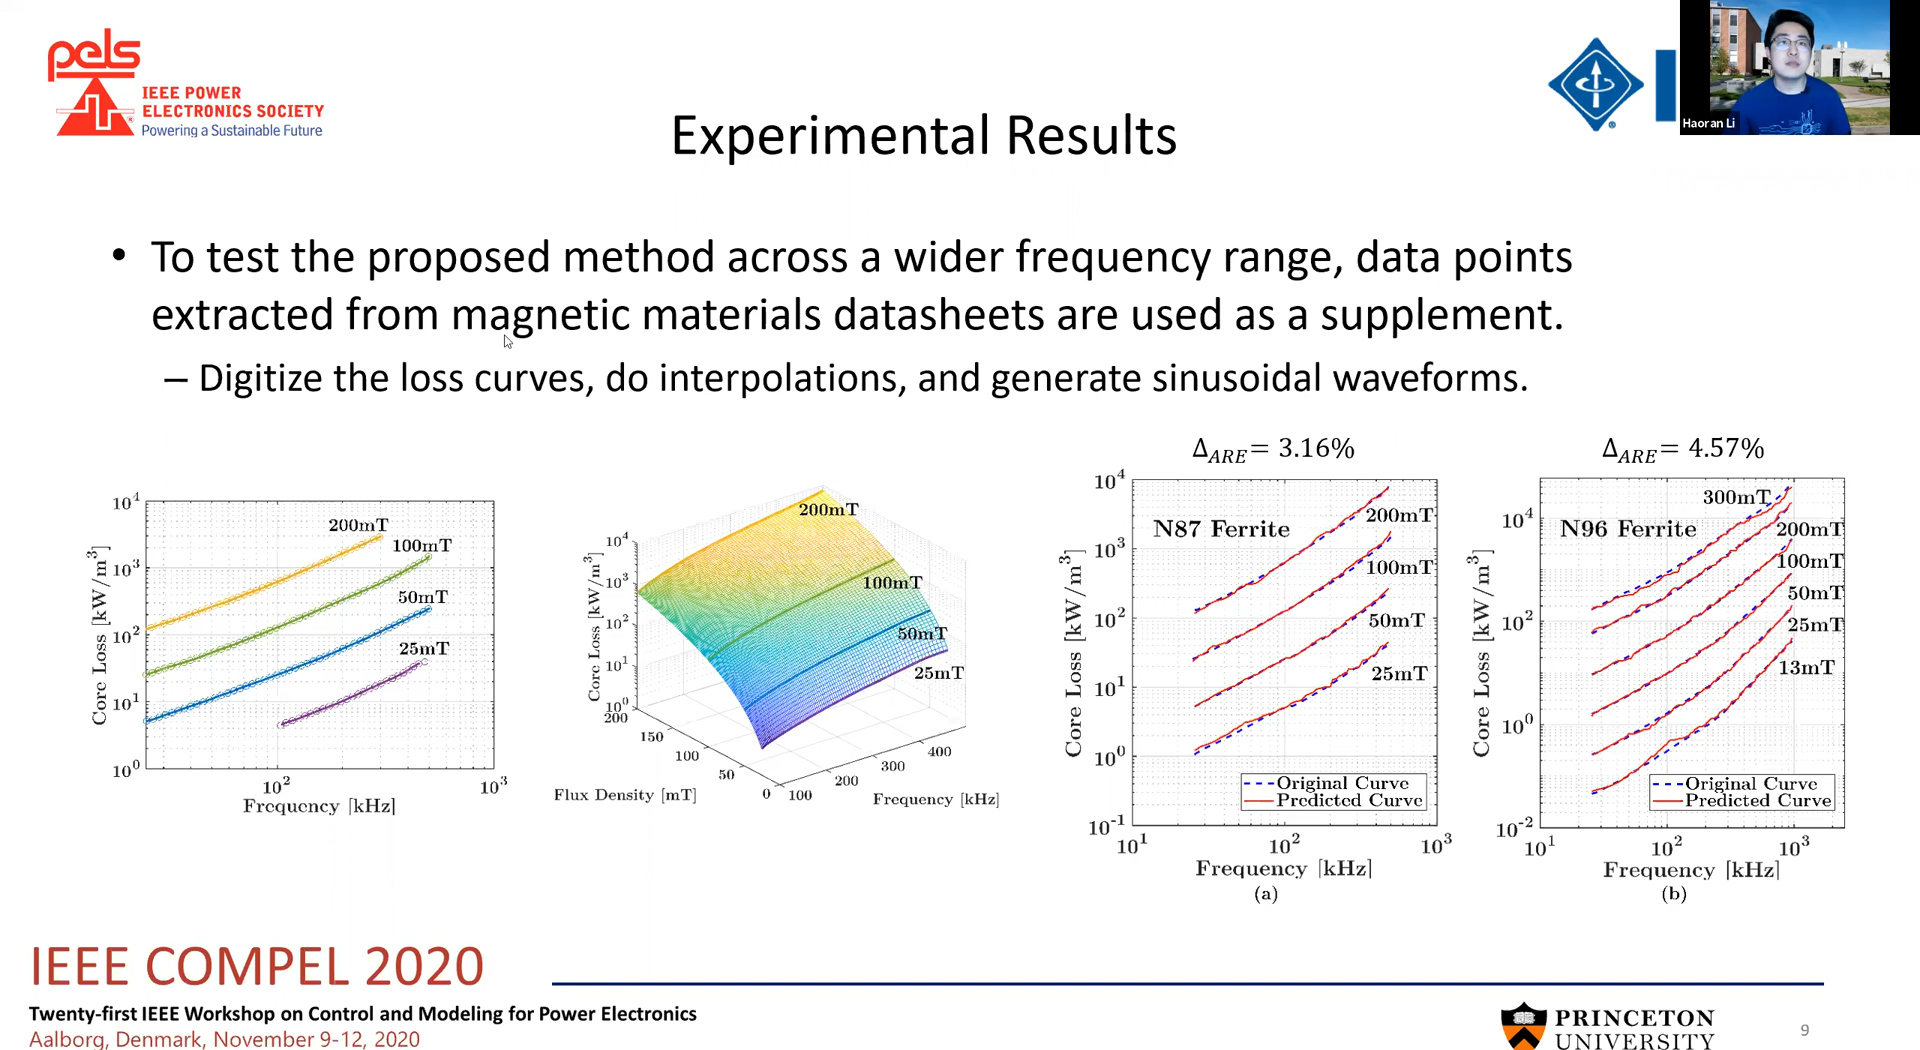 pels
IEEE POWER
ELECTRONICS SOCIETY
Powering a Sustainable Future
Haoran Li
Experimental Results
• To test the proposed method across a wider frequency range, data points
extracted from magnetic materials datasheets are used as a supplement.
– Digitize the loss curves, do interpolations, and generate sinusoidal waveforms.
10⁴
10³
10²
10¹
10⁰
Core Loss [kW/m³]
200mT
100mT
50mT
25mT
10²
10³
Frequency [kHz]
10⁴
10³
10²
10¹
10⁰
Core Loss [kW/m³]
200mT
100mT
50mT
25mT
200
150
100
50
0
Flux Density [mT]
100
200
300
400
Frequency [kHz]
Δ_ARE = 3.16%
10⁴
10³
10²
10¹
10⁰
10⁻¹
Core Loss [kW/m³]
N87 Ferrite
200mT
100mT
50mT
25mT
Original Curve
Predicted Curve
10¹
10²
10³
Frequency [kHz]
(a)
Δ_ARE = 4.57%
10⁴
10²
10⁰
10⁻²
Core Loss [kW/m³]
N96 Ferrite
300mT
200mT
100mT
50mT
25mT
13mT
Original Curve
Predicted Curve
10¹
10²
10³
Frequency [kHz]
(b)
IEEE COMPEL 2020
Twenty-first IEEE Workshop on Control and Modeling for Power Electronics
Aalborg, Denmark, November 9-12, 2020
PRINCETON
UNIVERSITY
9